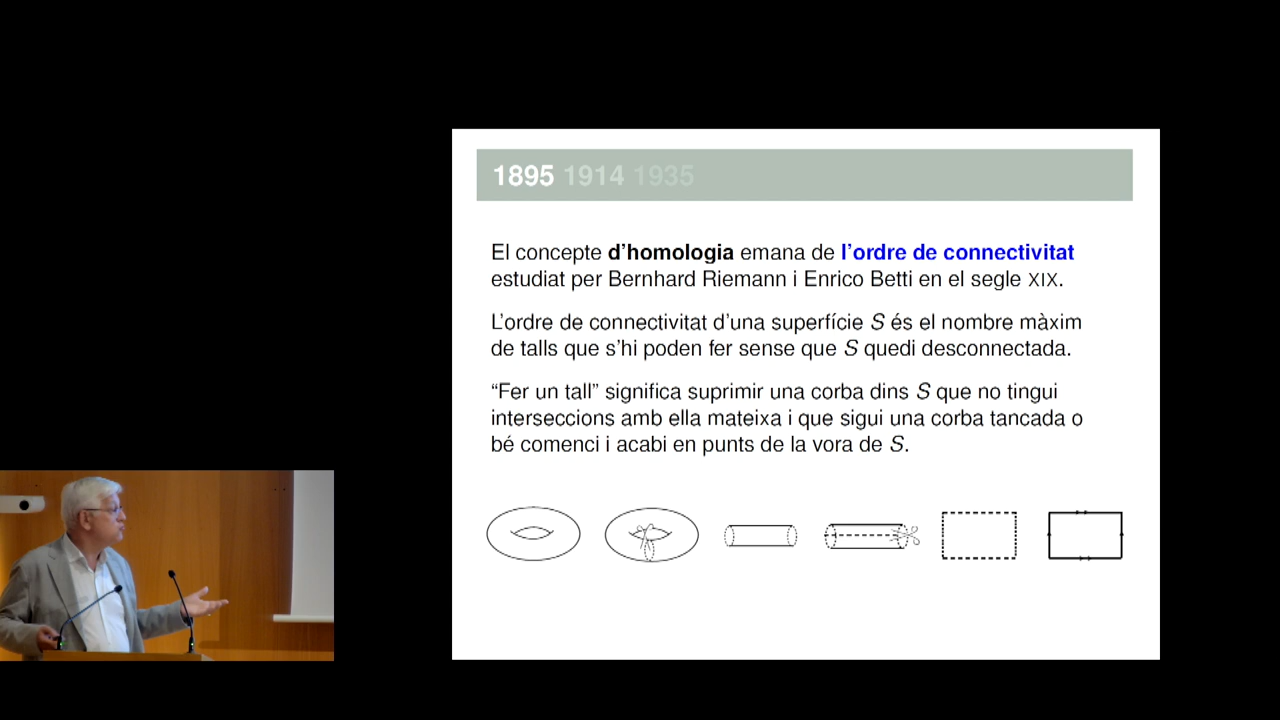 1895 1914 1935
El concepte d’homologia emana de l’ordre de connectivitat
estudiat per Bernhard Riemann i Enrico Betti en el segle XIX.
L’ordre de connectivitat d’una superfície S és el nombre màxim
de talls que s’hi poden fer sense que S quedi desconnectada.
“Fer un tall” significa suprimir una corba dins S que no tingui
interseccions amb ella mateixa i que sigui una corba tancada o
bé comenci i acabi en punts de la vora de S.